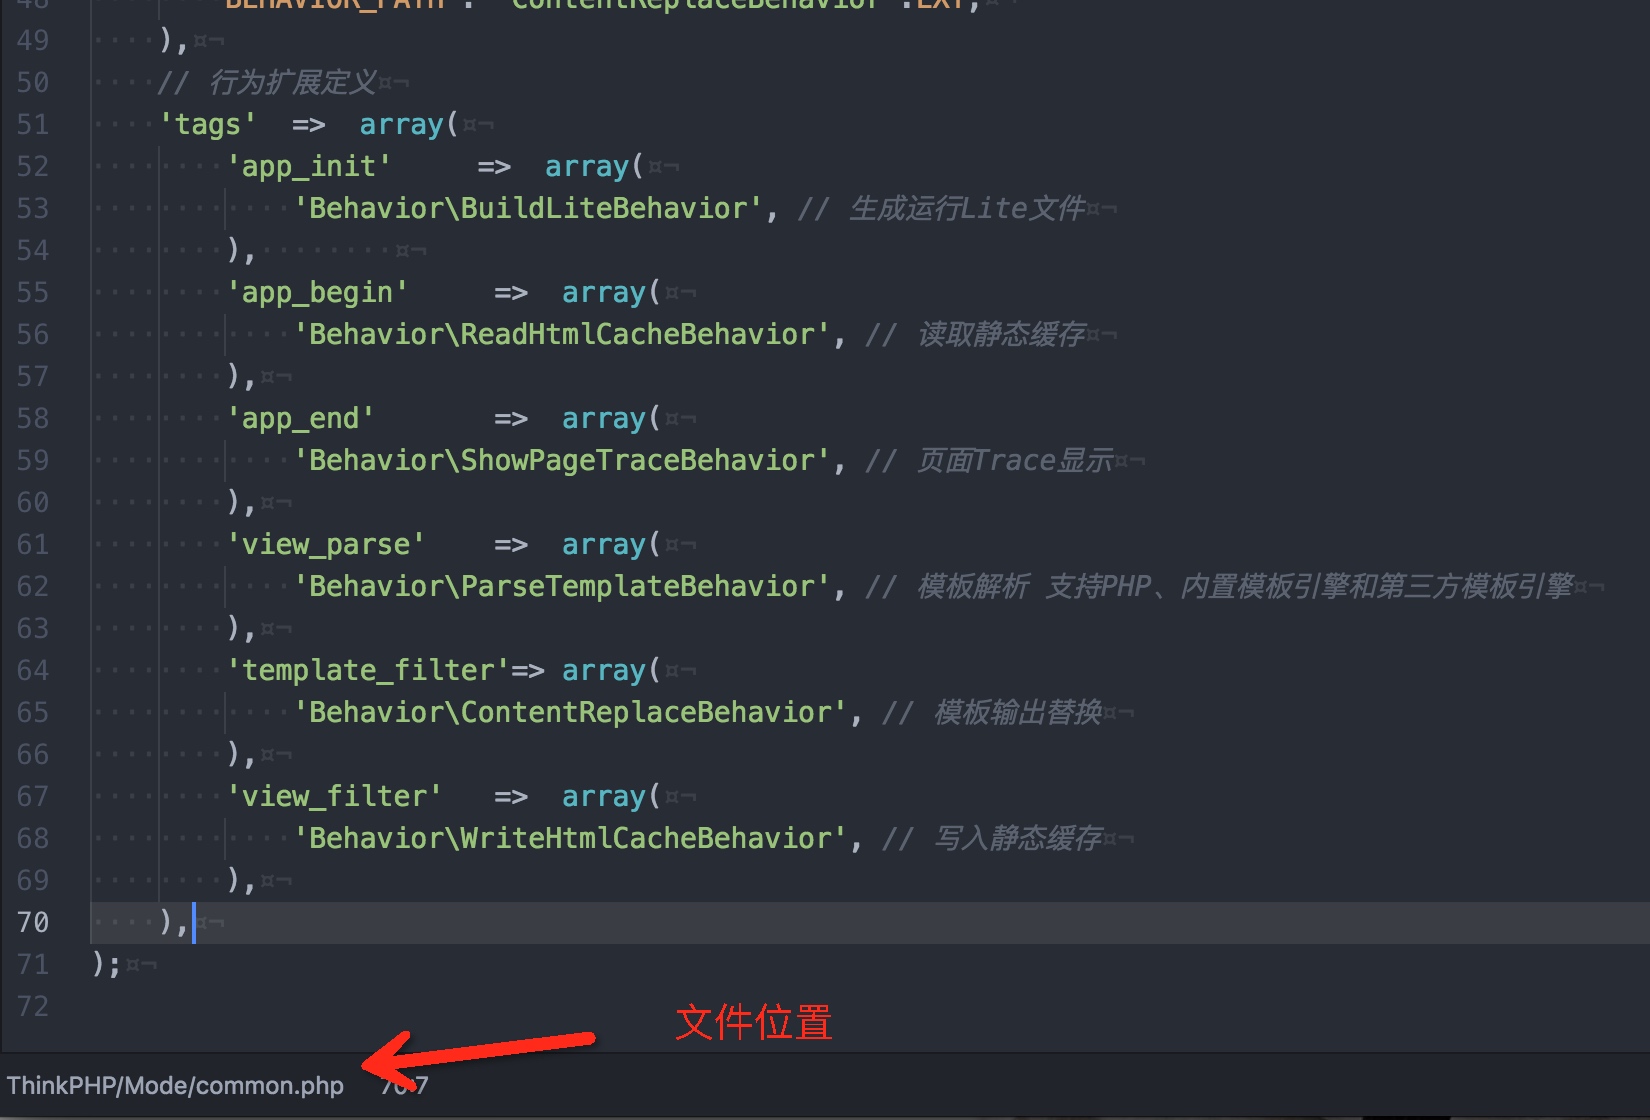 48 'BEHAVIOR_PATH . 'ContentReplaceBehavior'.EXT,
49 ),
50 // 行为扩展定义
51 'tags'  =>  array(
52 'app_init'     =>  array(
53 'Behavior\BuildLiteBehavior', // 生成运行Lite文件
54 ),
55 'app_begin'     =>  array(
56 'Behavior\ReadHtmlCacheBehavior', // 读取静态缓存
57 ),
58 'app_end'       =>  array(
59 'Behavior\ShowPageTraceBehavior', // 页面Trace显示
60 ),
61 'view_parse'    =>  array(
62 'Behavior\ParseTemplateBehavior', // 模板解析 支持PHP、内置模板引擎和第三方模板引擎
63 ),
64 'template_filter'=> array(
65 'Behavior\ContentReplaceBehavior', // 模板输出替换
66 ),
67 'view_filter'   =>  array(
68 'Behavior\WriteHtmlCacheBehavior', // 写入静态缓存
69 ),
70 ),
71 );
72
文件位置
ThinkPHP/Mode/common.php 70:7